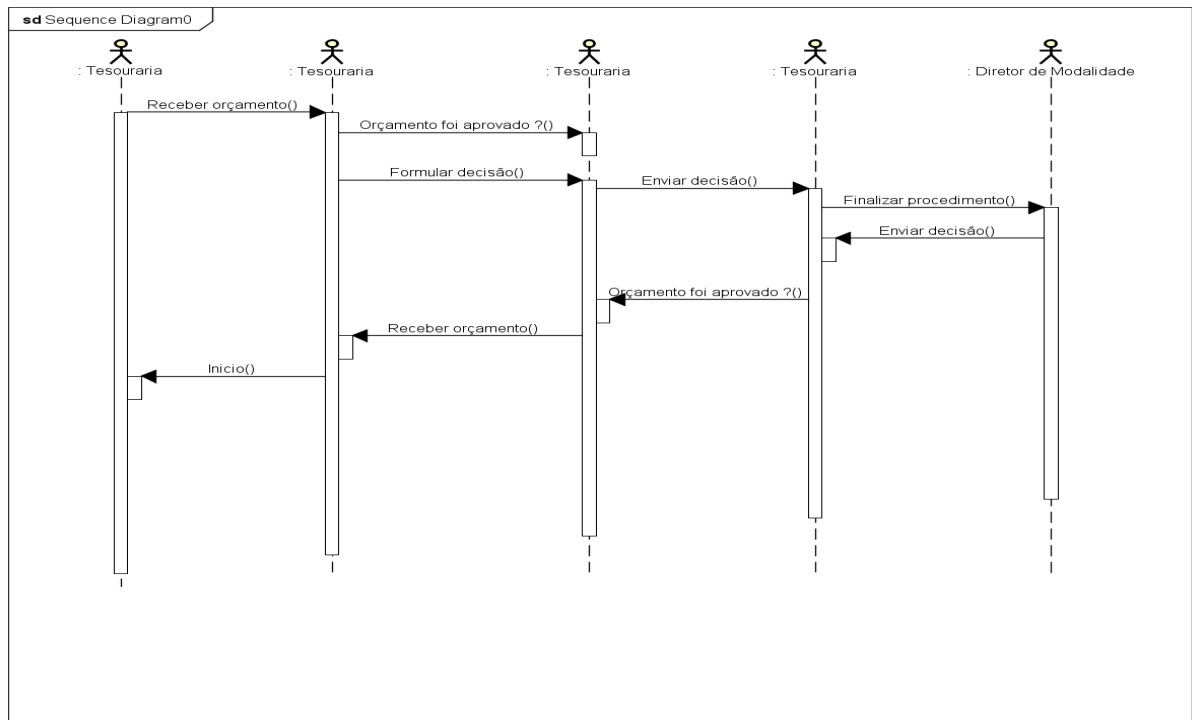 sd Sequence Diagram0
: Tesouraria
: Tesouraria
: Tesouraria
: Tesouraria
: Diretor de Modalidade
Receber orçamento()
Orçamento foi aprovado ?()
Formular decisão()
Enviar decisão()
Finalizar procedimento()
Enviar decisão()
Orçamento foi aprovado ?()
Receber orçamento()
Inicio()